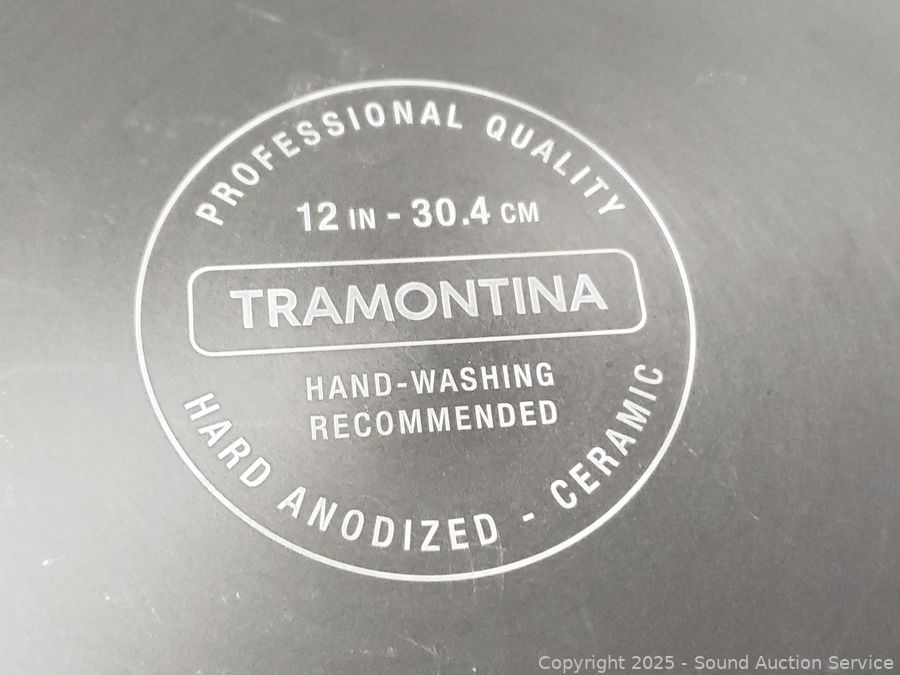 PROFESSIONAL QUALITY
12 IN - 30.4 CM
TRAMONTINA
HAND-WASHING
RECOMMENDED
HARD ANODIZED - CERAMIC
Copyright 2025 - Sound Auction Service